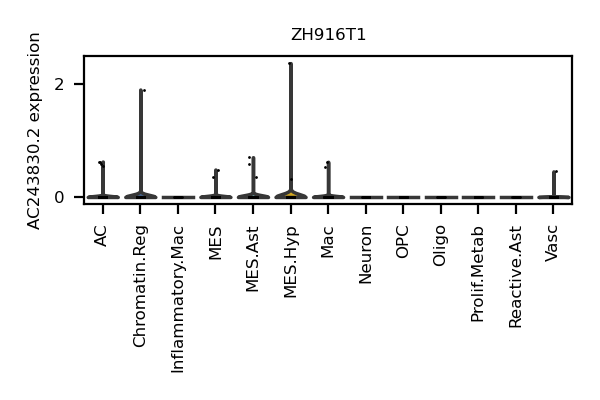 ZH916T1
AC243830.2 expression
2
0
AC
Chromatin.Reg
Inflammatory.Mac
MES
MES.Ast
MES.Hyp
Mac
Neuron
OPC
Oligo
Prolif.Metab
Reactive.Ast
Vasc